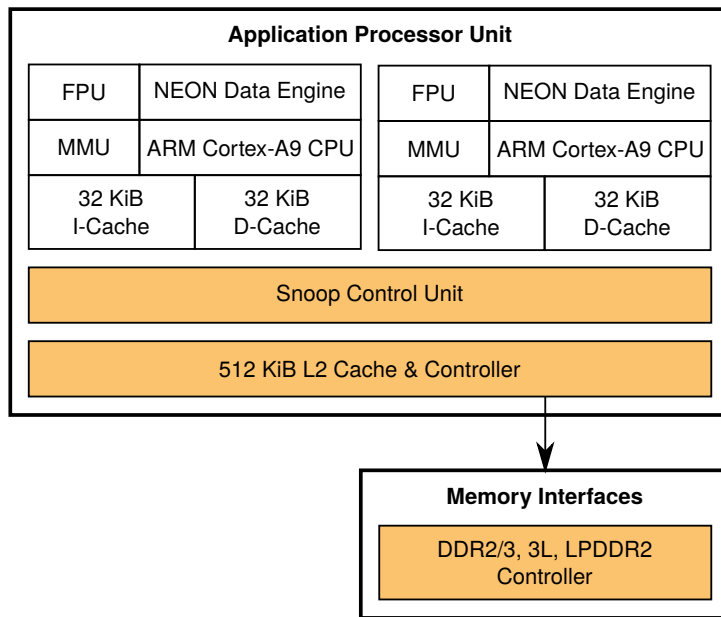 Application Processor Unit
FPU
NEON Data Engine
MMU
ARM Cortex-A9 CPU
32 KiB
I-Cache
32 KiB
D-Cache
FPU
NEON Data Engine
MMU
ARM Cortex-A9 CPU
32 KiB
I-Cache
32 KiB
D-Cache
Snoop Control Unit
512 KiB L2 Cache & Controller
Memory Interfaces
DDR2/3, 3L, LPDDR2
Controller